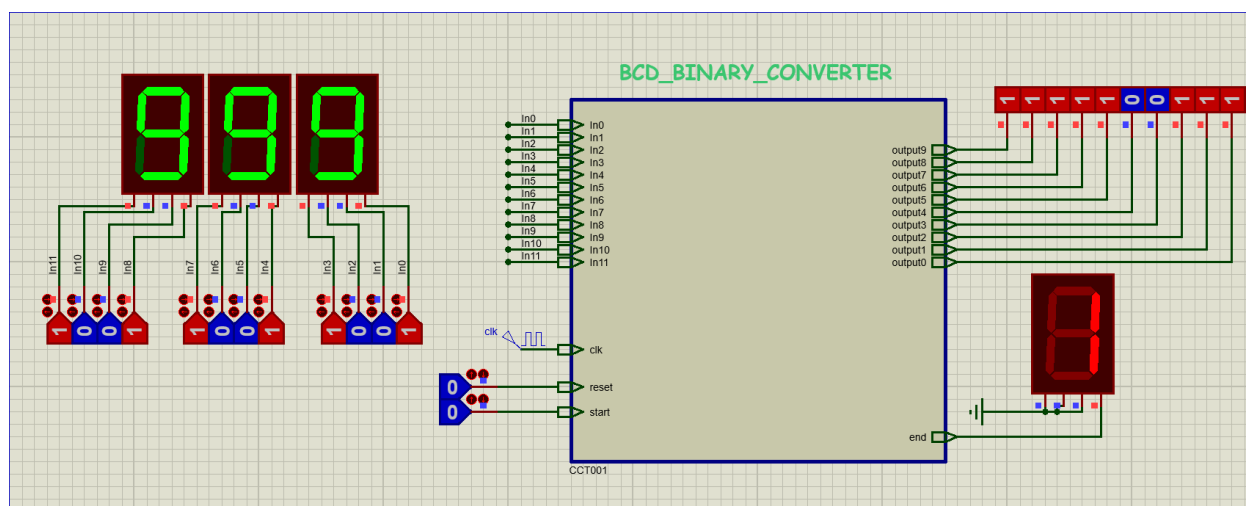 BCD_BINARY_CONVERTER
9 9 9
In11 In10 In9 In8 In7 In6 In5 In4 In3 In2 In1 In0
1 0 0 1 1 0 0 1 1 0 0 1
In0 In0
In1 In1
In2 In2
In3 In3
In4 In4
In5 In5
In6 In6
In7 In7
In8 In8
In9 In9
In10 In10
In11 In11
clk clk
0 reset
0 start
CCT001
1 1 1 1 1 0 0 1 1 1
output9
output8
output7
output6
output5
output4
output3
output2
output1
output0
1
end